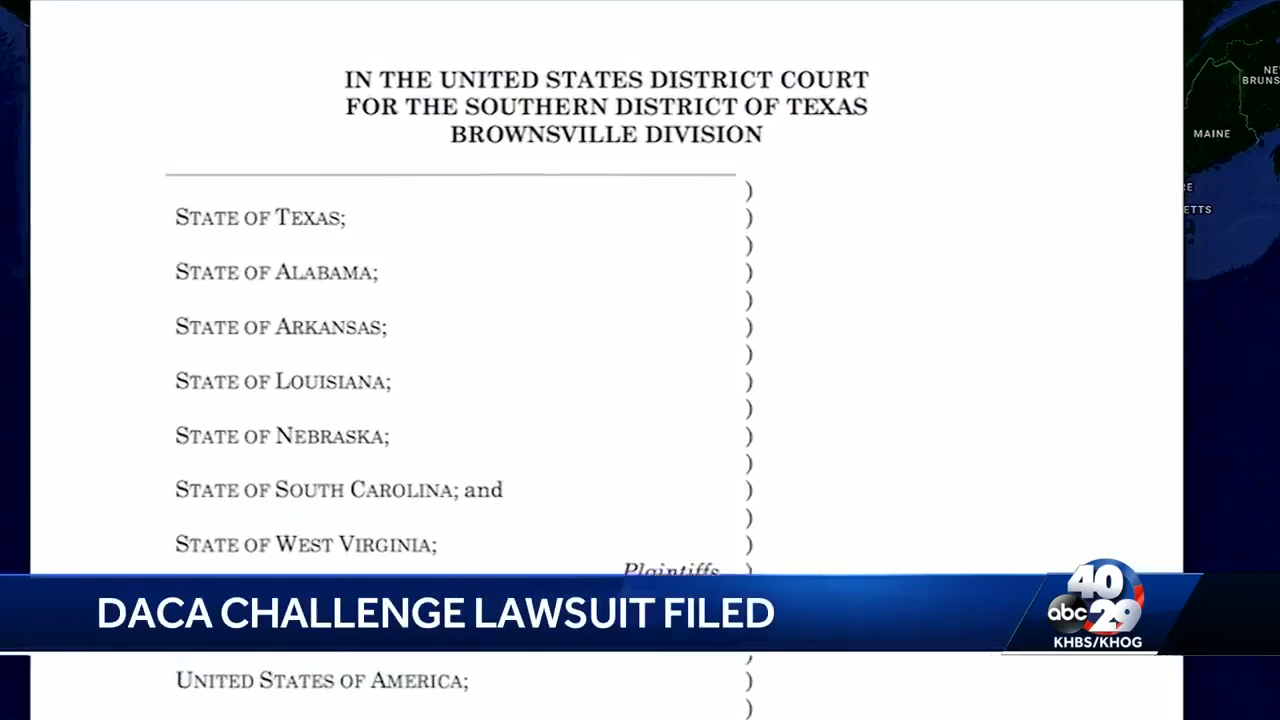 IN THE UNITED STATES DISTRICT COURT
FOR THE SOUTHERN DISTRICT OF TEXAS
BROWNSVILLE DIVISION
)
STATE OF TEXAS; )
)
STATE OF ALABAMA; )
)
STATE OF ARKANSAS; )
)
STATE OF LOUISIANA; )
)
STATE OF NEBRASKA; )
)
STATE OF SOUTH CAROLINA; and )
)
STATE OF WEST VIRGINIA; )
Plaintiffs )
DACA CHALLENGE LAWSUIT FILED
40
abc 29
KHBS/KHOG
)
UNITED STATES OF AMERICA; )
)
MAINE